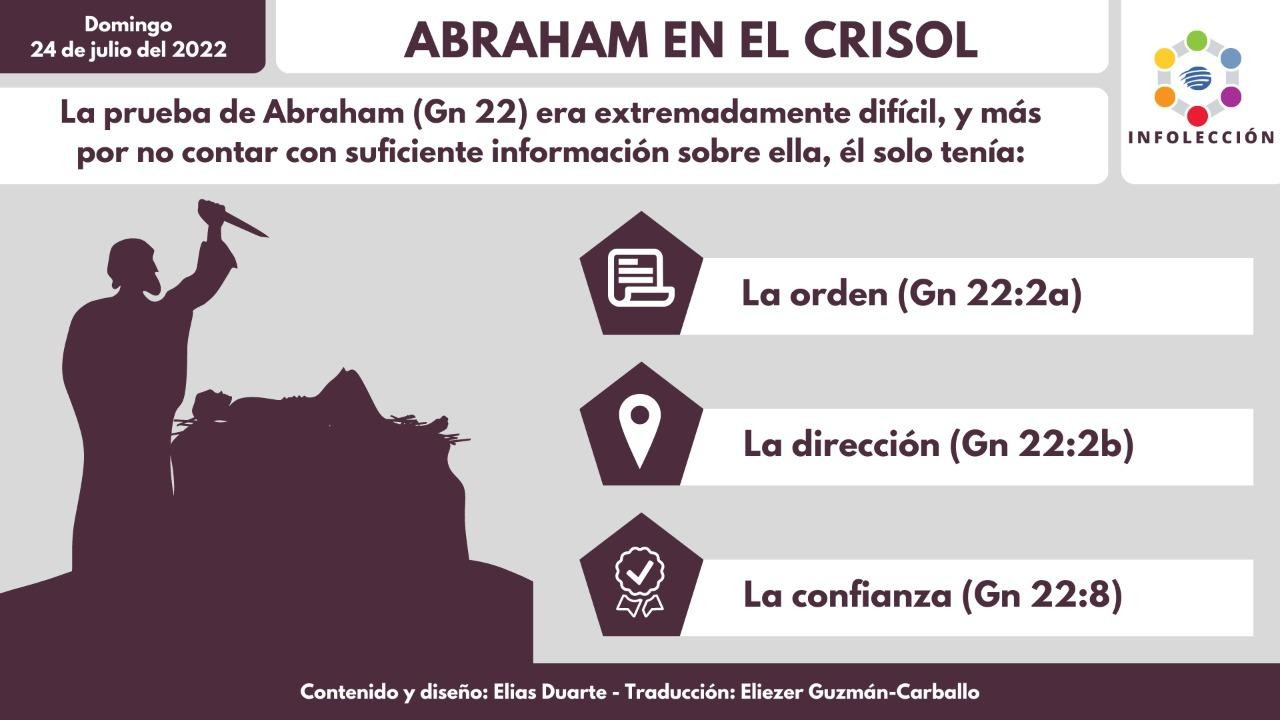 Domingo
24 de julio del 2022
ABRAHAM EN EL CRISOL
INFOLECCIÓN
La prueba de Abraham (Gn 22) era extremadamente difícil, y más
por no contar con suficiente información sobre ella, él solo tenía:
La orden (Gn 22:2a)
La dirección (Gn 22:2b)
La confianza (Gn 22:8)
Contenido y diseño: Elias Duarte - Traducción: Eliezer Guzmán-Carballo